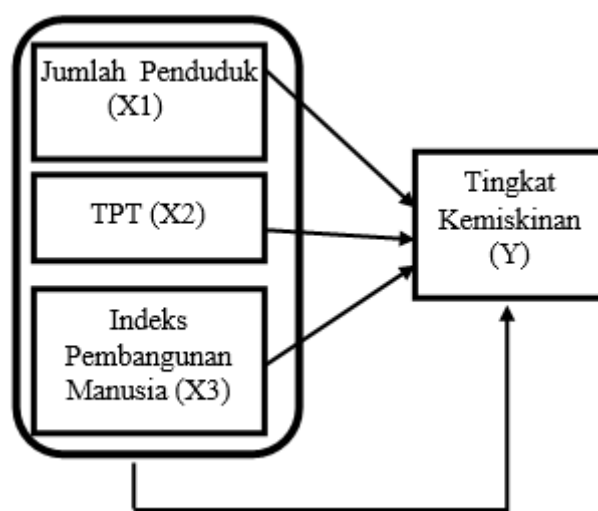 Jumlah Penduduk
(X1)
TPT (X2)
Indeks
Pembangunan
Manusia (X3)
Tingkat
Kemiskinan
(Y)